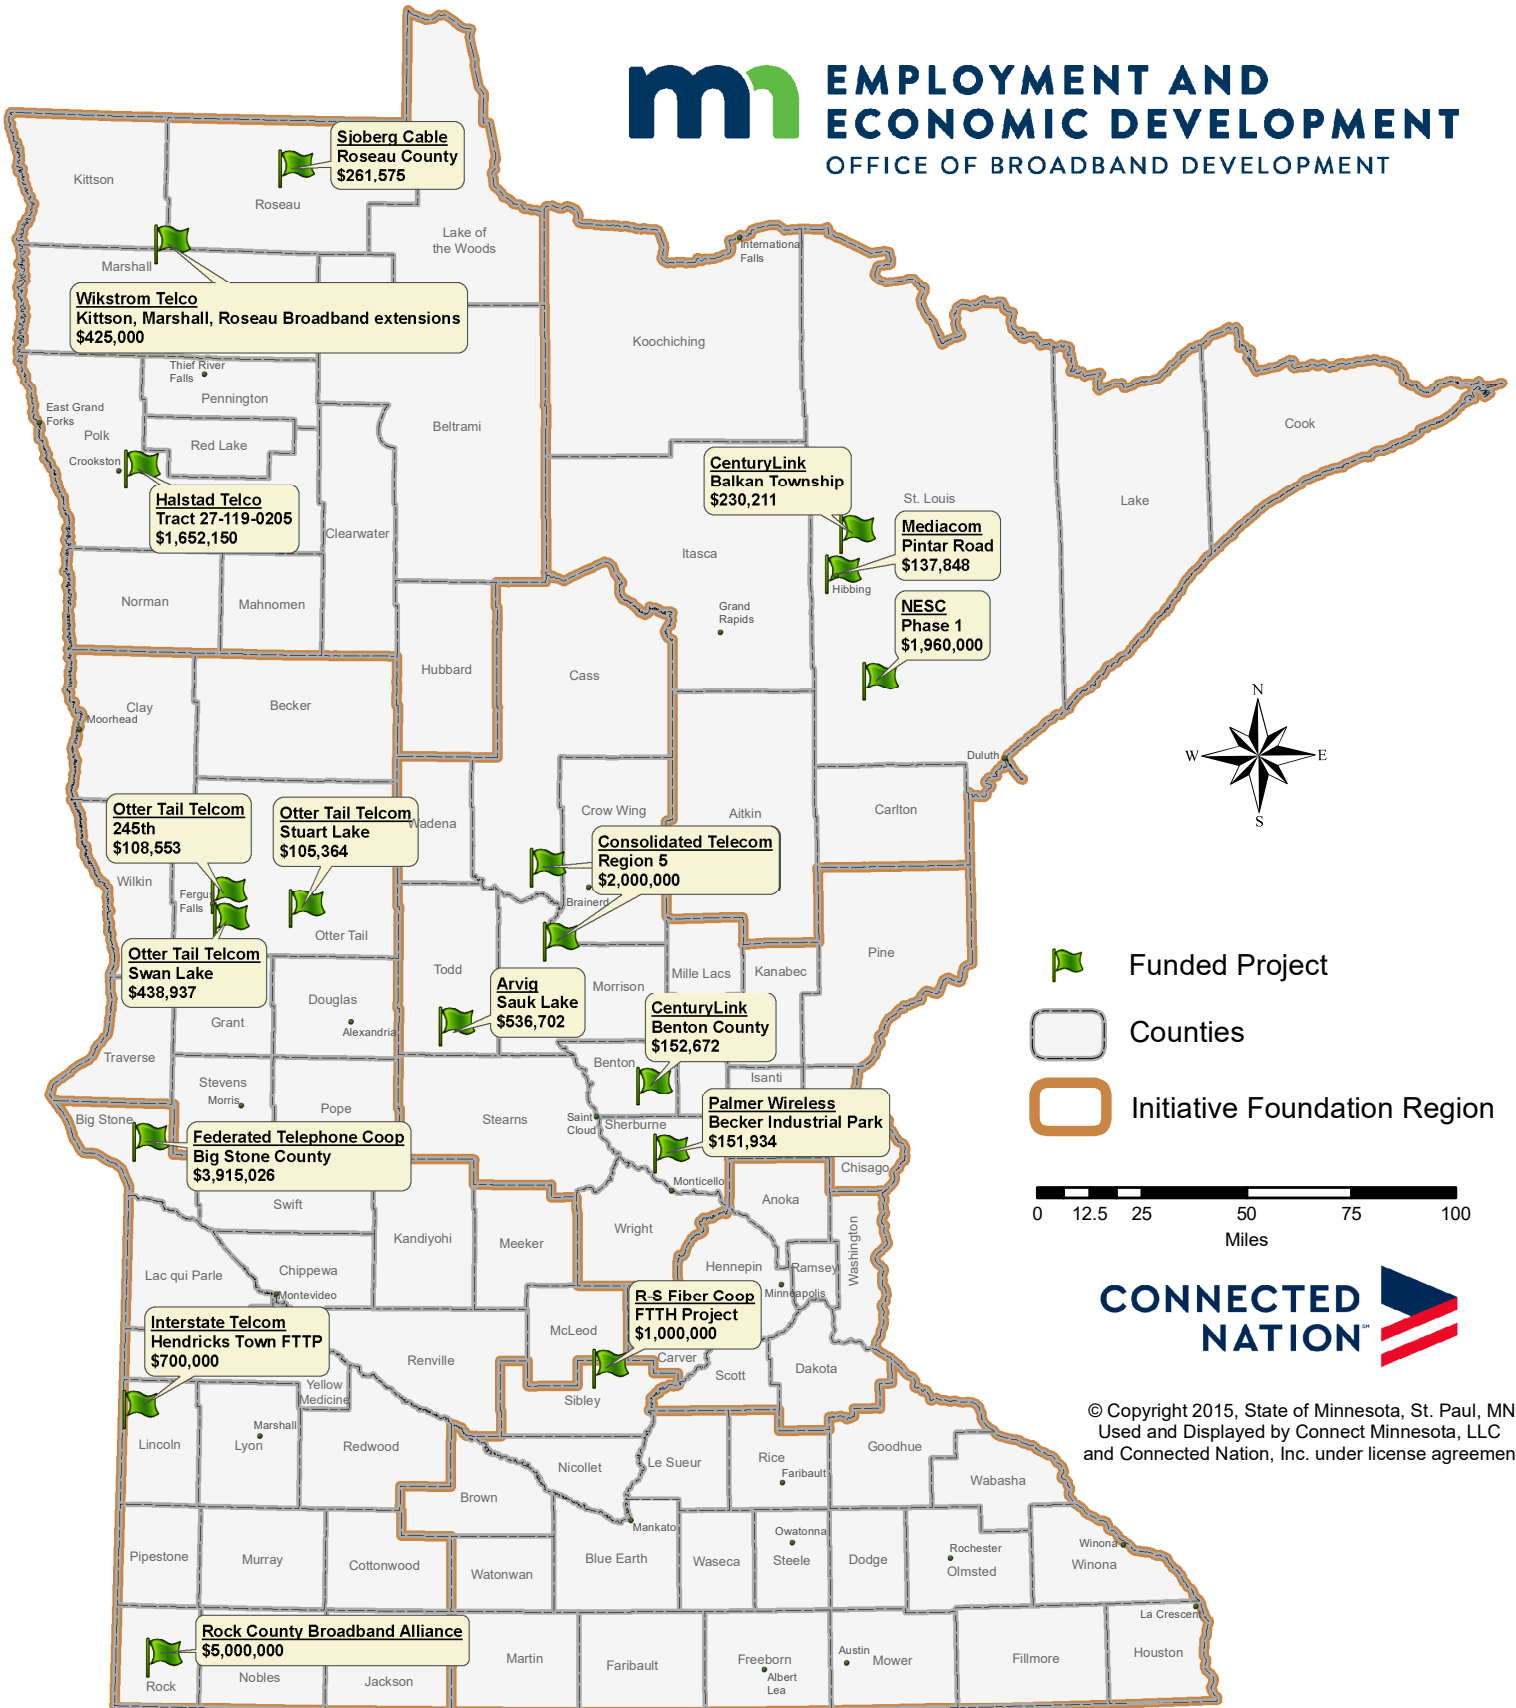 EMPLOYMENT AND
ECONOMIC DEVELOPMENT
OFFICE OF BROADBAND DEVELOPMENT
Sjoberg Cable
Roseau County
$261,575
Kittson
Roseau
Lake of
the Woods
International
Falls
Marshall
Wikstrom Telco
Kittson, Marshall, Roseau Broadband extensions
$425,000
Koochiching
Thief River
Falls
Pennington
East Grand
Forks
Polk
Red Lake
Beltrami
Cook
Crookston
CenturyLink
Balkan Township
$230,211
St. Louis
Lake
Halstad Telco
Tract 27-119-0205
$1,652,150
Clearwater
Mediacom
Pintar Road
$137,848
Itasca
Hibbing
Norman
Mahnomen
Grand
Rapids
NESC
Phase 1
$1,960,000
Hubbard
Cass
Clay
Moorhead
Becker
N
W
E
S
Duluth
Otter Tail Telcom
245th
$108,553
Otter Tail Telcom
Stuart Lake
$105,364
Wadena
Crow Wing
Aitkin
Carlton
Consolidated Telecom
Region 5
$2,000,000
Wilkin
Fergus
Falls
Brainerd
Otter Tail
Otter Tail Telcom
Swan Lake
$438,937
Todd
Mille Lacs
Kanabec
Pine
Funded Project
Arvig
Sauk Lake
$536,702
Morrison
Douglas
Alexandria
Grant
CenturyLink
Benton County
$152,672
Counties
Traverse
Benton
Isanti
Stevens
Morris
Pope
Stearns
Big Stone
Saint
Cloud
Sherburne
Palmer Wireless
Becker Industrial Park
$151,934
Initiative Foundation Region
Federated Telephone Coop
Big Stone County
$3,915,026
Chisago
Monticello
Anoka
Swift
Kandiyohi
Meeker
Wright
Washington
0 12.5 25 50 75 100
Miles
Lac qui Parle
Chippewa
Montevideo
Hennepin
Ramsey
Minneapolis
CONNECTED
NATION℠
R-S Fiber Coop
FTTH Project
$1,000,000
Interstate Telcom
Hendricks Town FTTP
$700,000
McLeod
Renville
Carver
Scott
Dakota
Yellow
Medicine
Sibley
© Copyright 2015, State of Minnesota, St. Paul, MN
Used and Displayed by Connect Minnesota, LLC
and Connected Nation, Inc. under license agreemen
Lincoln
Marshall
Lyon
Redwood
Nicollet
Le Sueur
Rice
Faribault
Goodhue
Wabasha
Brown
Mankato
Owatonna
Winona
Pipestone
Murray
Cottonwood
Watonwan
Blue Earth
Waseca
Steele
Dodge
Rochester
Olmsted
Winona
La Crescent
Rock County Broadband Alliance
$5,000,000
Rock
Nobles
Jackson
Martin
Faribault
Freeborn
Albert
Lea
Austin
Mower
Fillmore
Houston